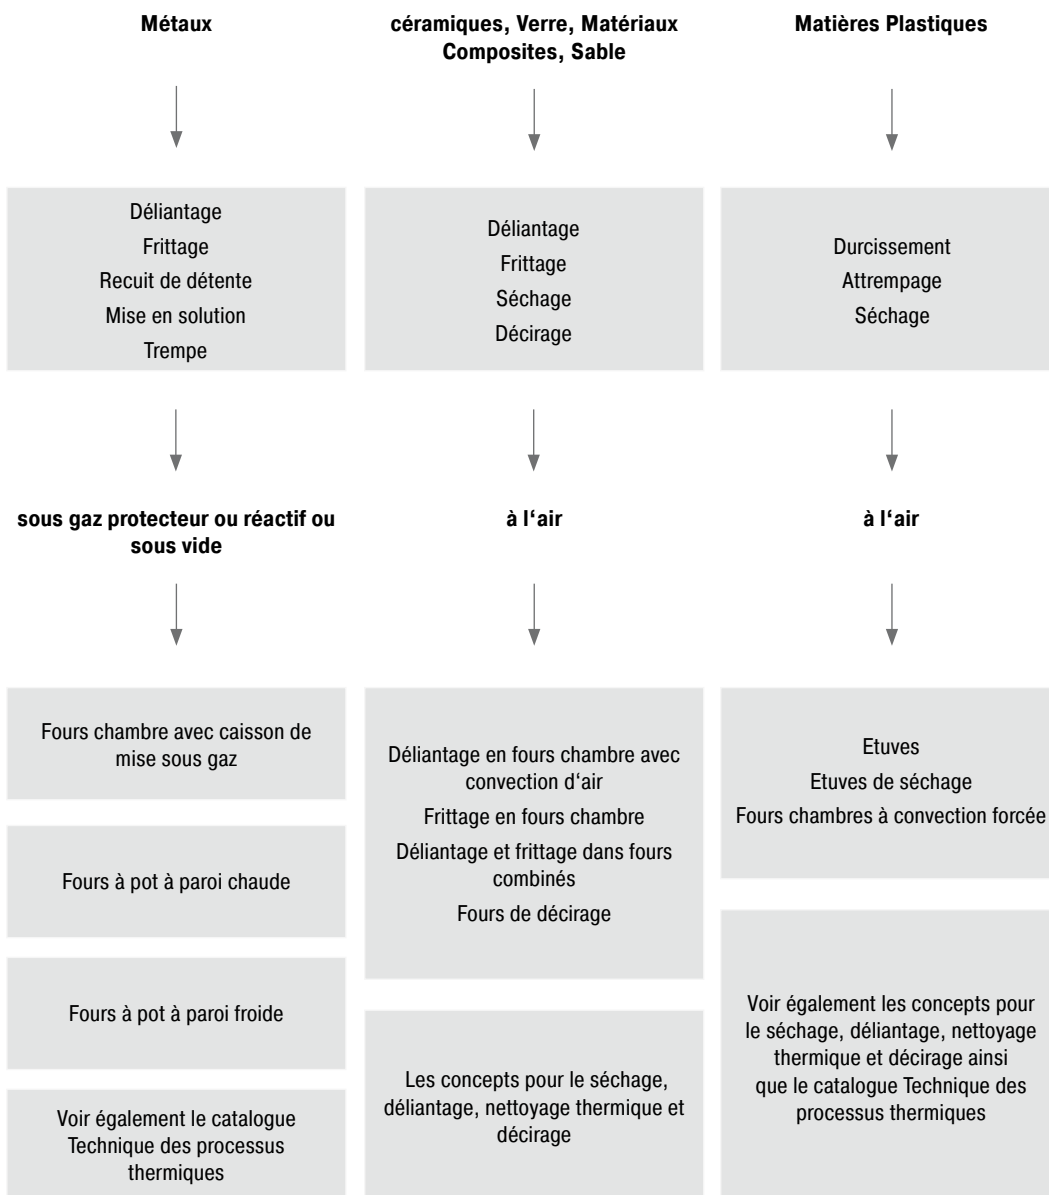 Métaux
céramiques, Verre, Matériaux
Composites, Sable
Matières Plastiques
Déliantage
Frittage
Recuit de détente
Mise en solution
Trempe
Déliantage
Frittage
Séchage
Décirage
Durcissement
Attrempage
Séchage
sous gaz protecteur ou réactif ou
sous vide
à l‘air
à l‘air
Fours chambre avec caisson de
mise sous gaz
Fours à pot à paroi chaude
Fours à pot à paroi froide
Voir également le catalogue
Technique des processus
thermiques
Déliantage en fours chambre avec
convection d‘air
Frittage en fours chambre
Déliantage et frittage dans fours
combinés
Fours de décirage
Les concepts pour le séchage,
déliantage, nettoyage thermique et
décirage
Etuves
Etuves de séchage
Fours chambres à convection forcée
Voir également les concepts pour
le séchage, déliantage, nettoyage
thermique et décirage ainsi
que le catalogue Technique des
processus thermiques